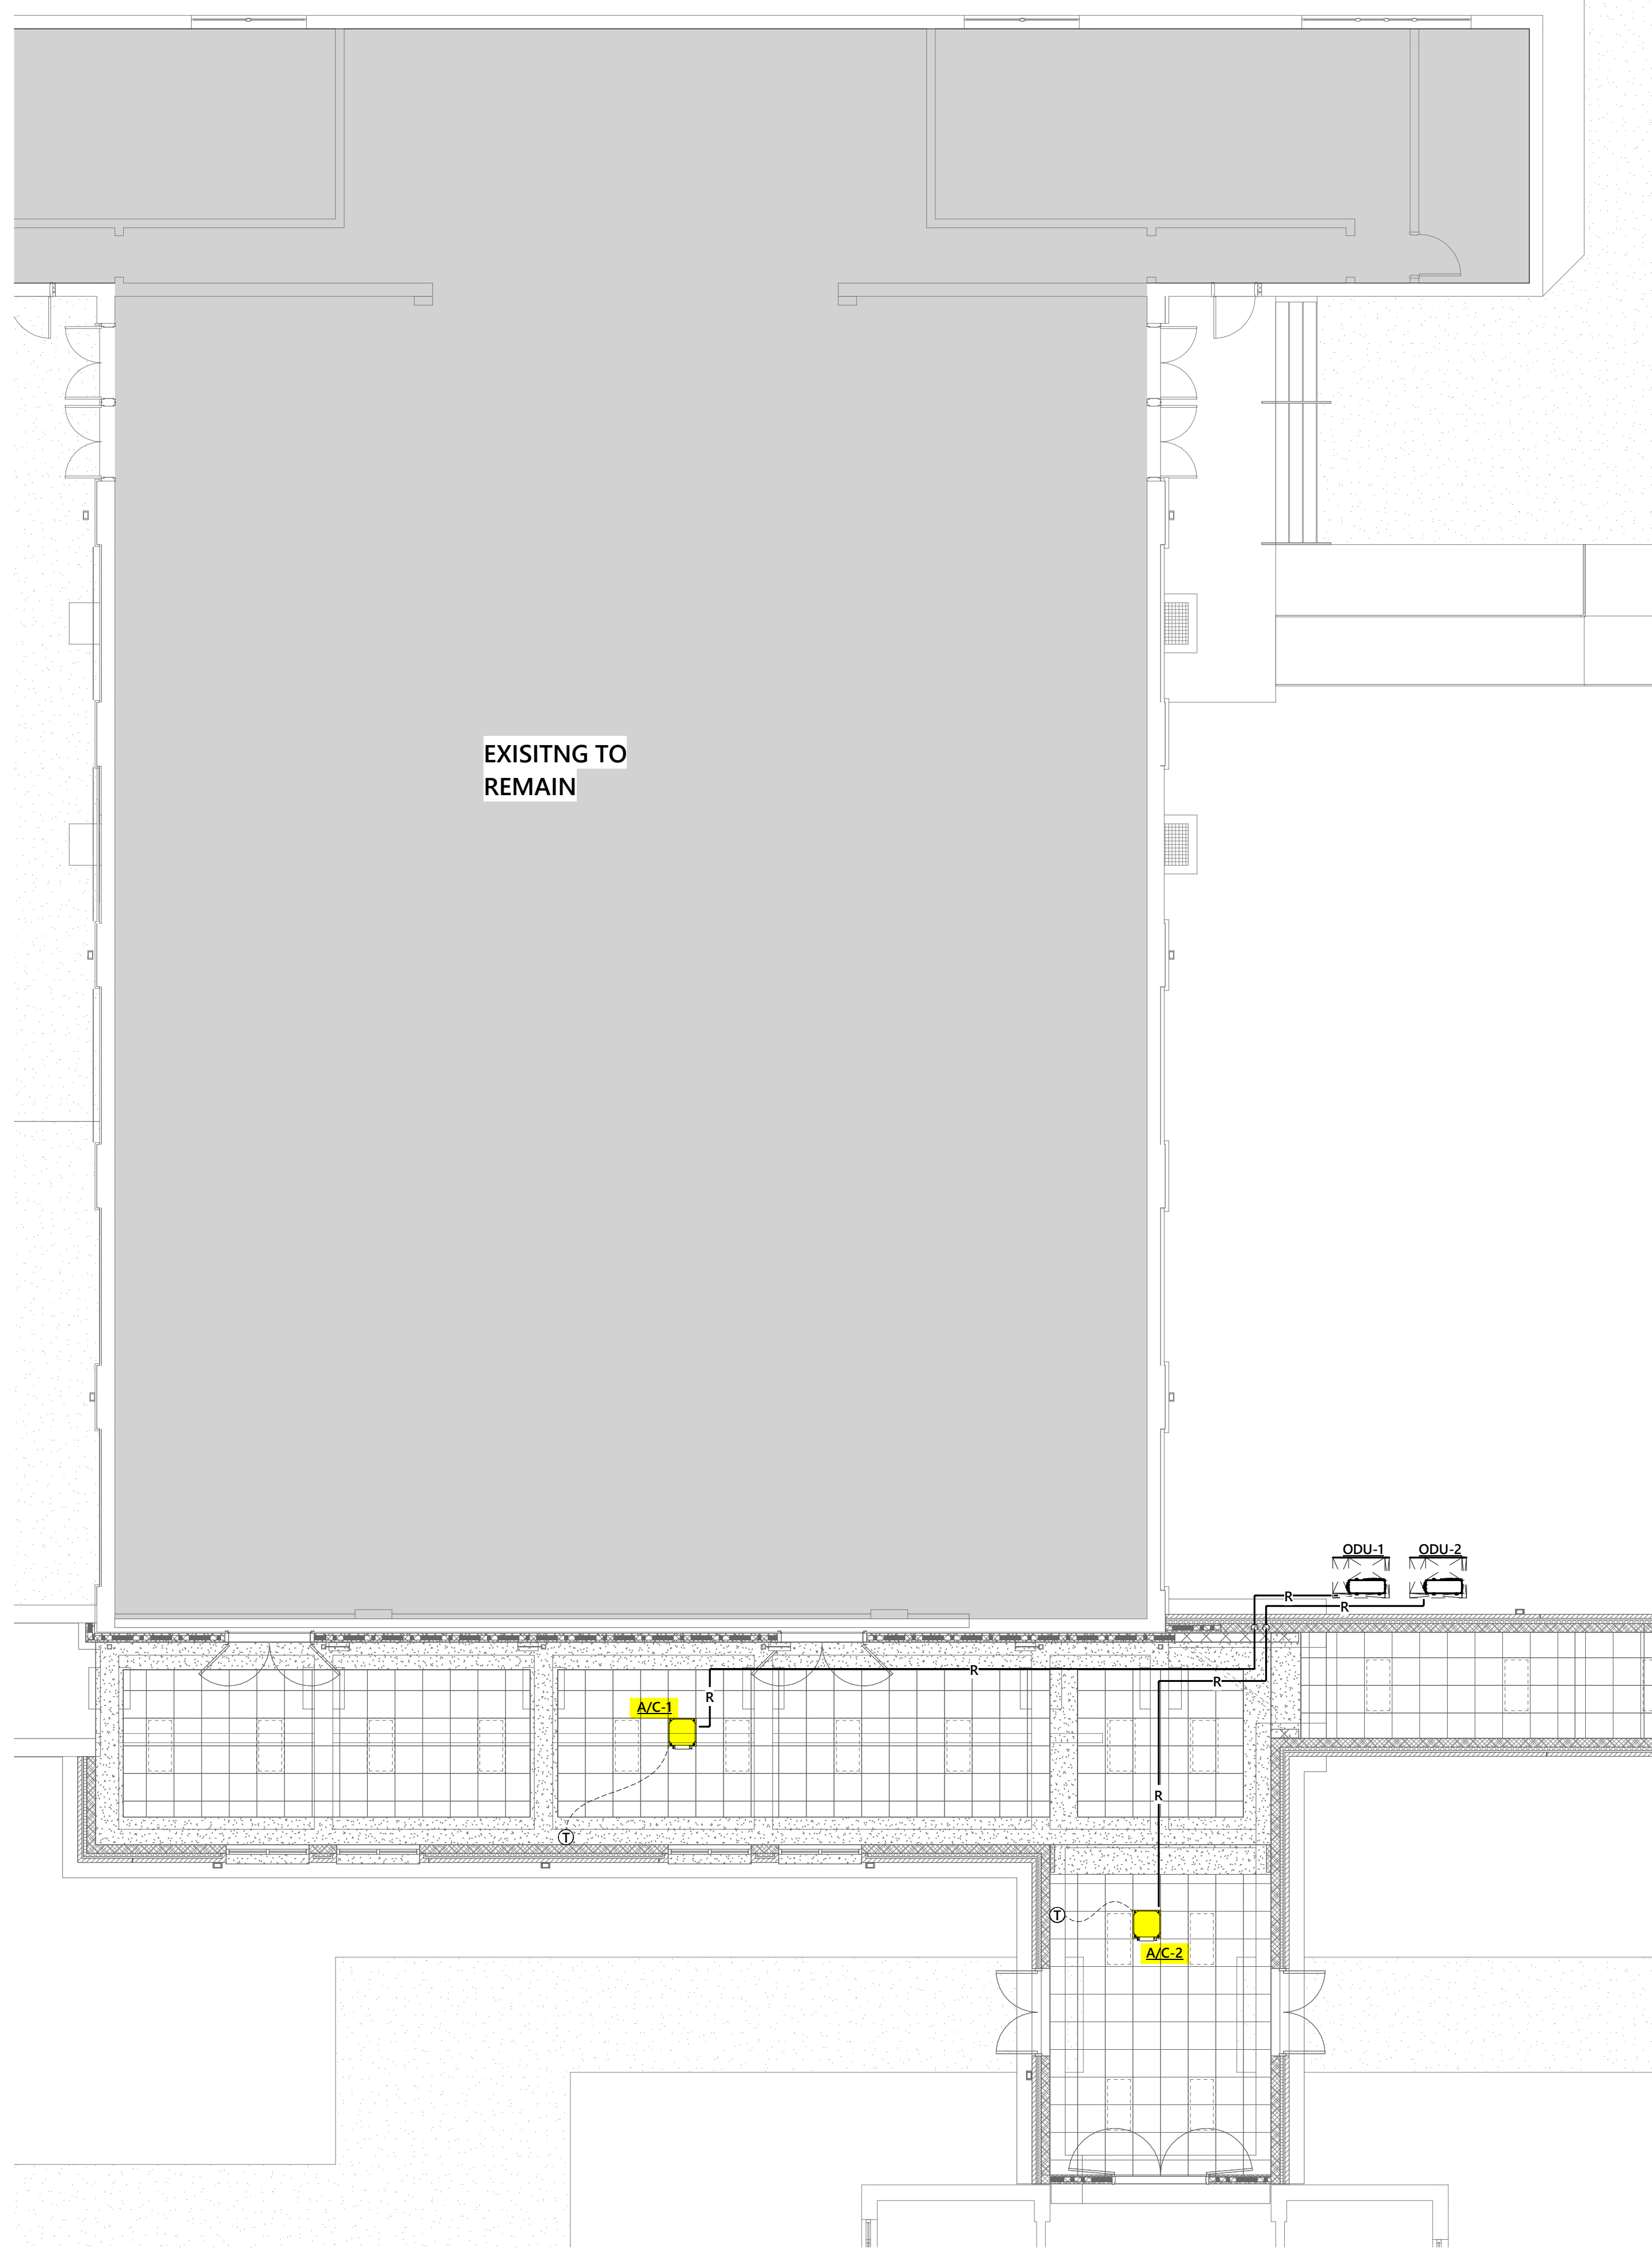 EXISITNG TO
REMAIN
ODU-1
ODU-2
R
R
R
R
R
A/C-1
R
T
T
A/C-2